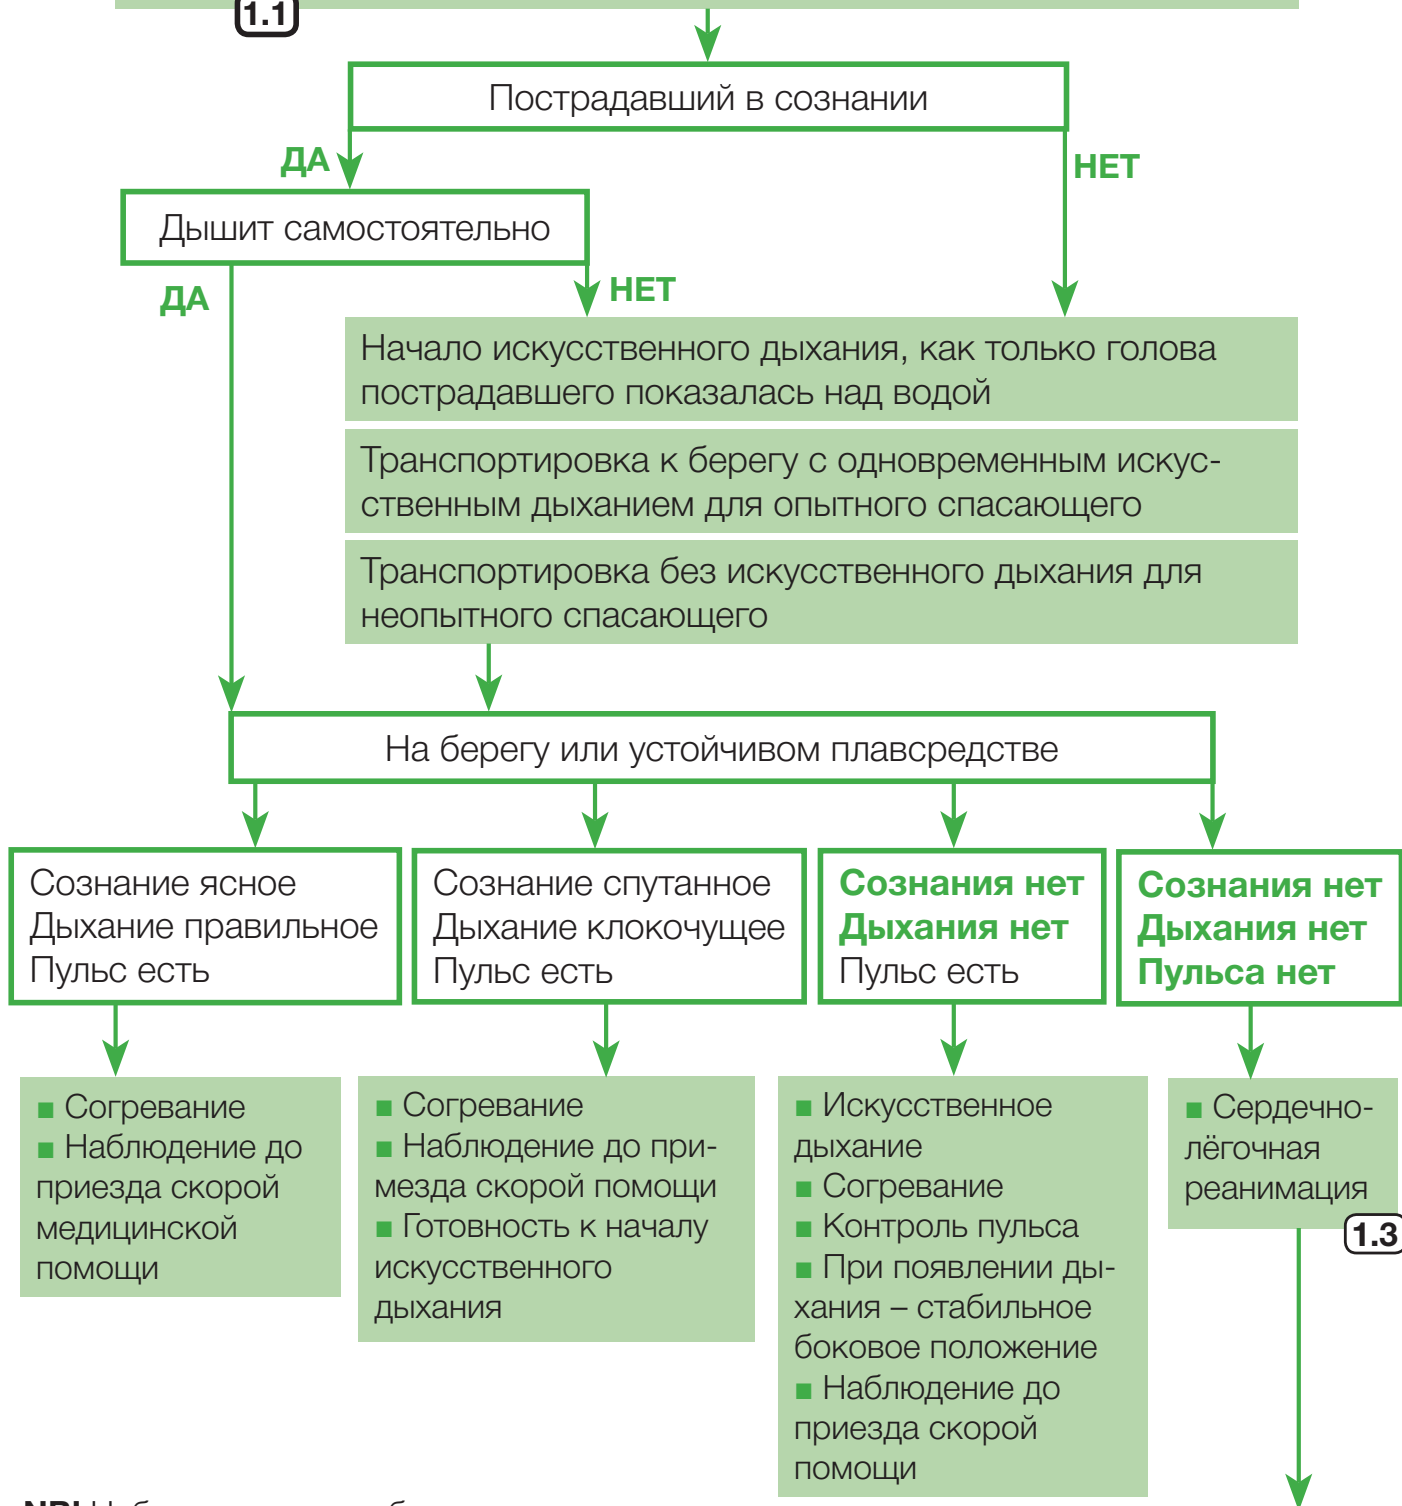 1.1
Пострадавший в сознании
ДА
НЕТ
Дышит самостоятельно
ДА
НЕТ
Начало искусственного дыхания, как только голова
пострадавшего показалась над водой
Транспортировка к берегу с одновременным искус-
ственным дыханием для опытного спасающего
Транспортировка без искусственного дыхания для
неопытного спасающего
На берегу или устойчивом плавсредстве
Сознание ясное
Дыхание правильное
Пульс есть
Сознание спутанное
Дыхание клокочущее
Пульс есть
Сознания нет
Дыхания нет
Пульс есть
Сознания нет
Дыхания нет
Пульса нет
■ Согревание
■ Наблюдение до
приезда скорой
медицинской
помощи
■ Согревание
■ Наблюдение до при-
мезда скорой помощи
■ Готовность к началу
искусственного
дыхания
■ Искусственное
дыхание
■ Согревание
■ Контроль пульса
■ При появлении ды-
хания – стабильное
боковое положение
■ Наблюдение до
приезда скорой
помощи
■ Сердечно-
лёгочная
реанимация
1.3